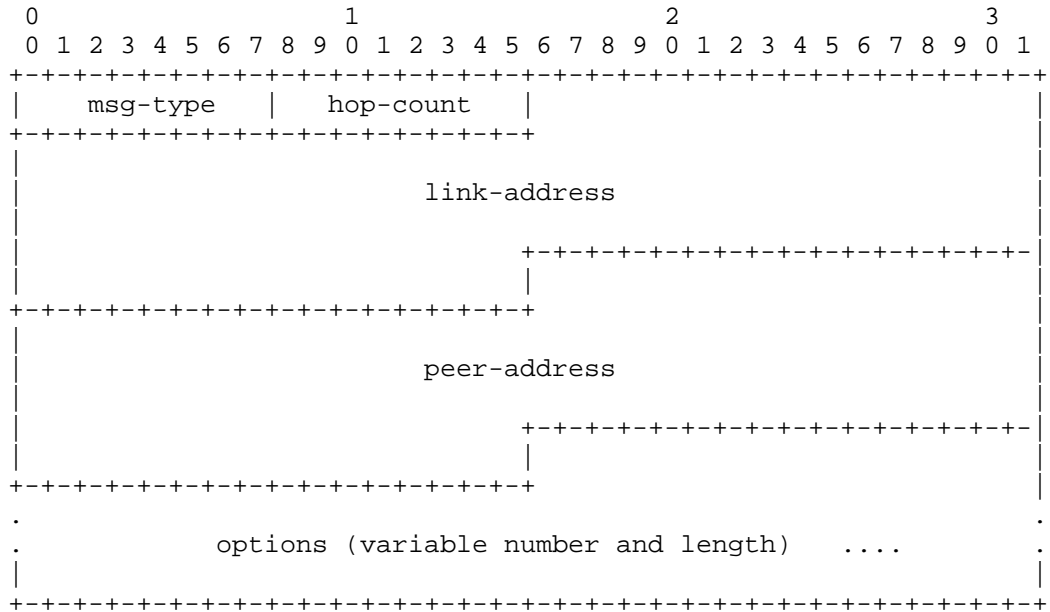 0                   1                   2                   3
0 1 2 3 4 5 6 7 8 9 0 1 2 3 4 5 6 7 8 9 0 1 2 3 4 5 6 7 8 9 0 1
msg-type hop-count
link-address
peer-address
options (variable number and length) ....